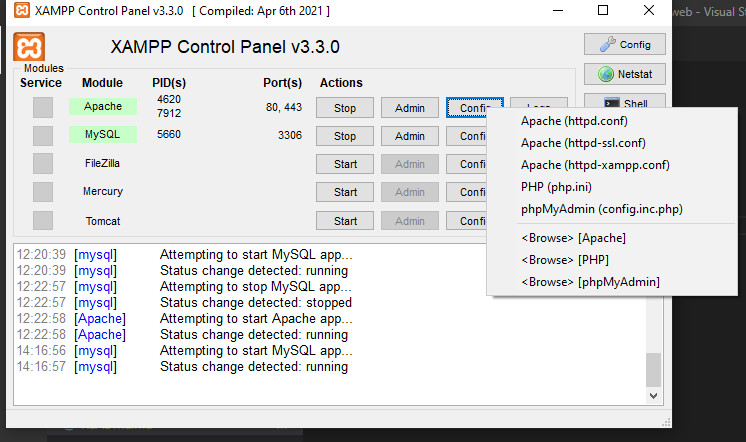 XAMPP Control Panel v3.3.0 [ Compiled: Apr 6th 2021 ]
web - Visual St
XAMPP Control Panel v3.3.0
Config
Netstat
Shell
Modules
Service Module PID(s) Port(s) Actions
Apache 4620 7912 80, 443 Stop Admin Config Logs
MySQL 5660 3306 Stop Admin Confi
FileZilla Start Admin Confi
Mercury Start Admin Confi
Tomcat Start Admin Confi
Apache (httpd.conf)
Apache (httpd-ssl.conf)
Apache (httpd-xampp.conf)
PHP (php.ini)
phpMyAdmin (config.inc.php)
<Browse> [Apache]
<Browse> [PHP]
<Browse> [phpMyAdmin]
12:20:39 [mysql] Attempting to start MySQL app...
12:20:39 [mysql] Status change detected: running
12:22:57 [mysql] Attempting to stop MySQL app...
12:22:57 [mysql] Status change detected: stopped
12:22:58 [Apache] Attempting to start Apache app...
12:22:58 [Apache] Status change detected: running
14:16:56 [mysql] Attempting to start MySQL app...
14:16:57 [mysql] Status change detected: running